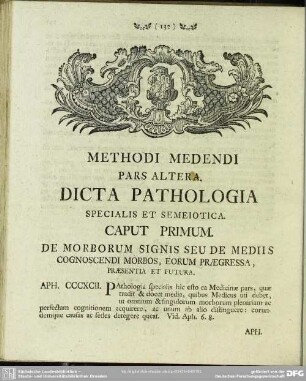 ( 132 )
METHODI MEDENDI
PARS ALTERA.
DICTA PATHOLOGIA
SPECIALIS ET SEMEIOTICA.
CAPUT PRIMUM.
DE MORBORUM SIGNIS SEU DE MEDIIS
COGNOSCENDI MORBOS, EORUM PRÆGRESSA,
PRÆSENTIA ET FUTURA.
APH. CCCXCII. Pathologia specialis hic esto ea Medicinæ pars, quæ
tradit & docet media, quibus Medicus uti debet,
ut omnium & singulorum morborum plenariam ac
perfectam cognitionem acquirere, ac unum ab alio distinguere: eorum-
demque causas ac sedes detegere queat. Vid. Aph. 6. 8.
APH.